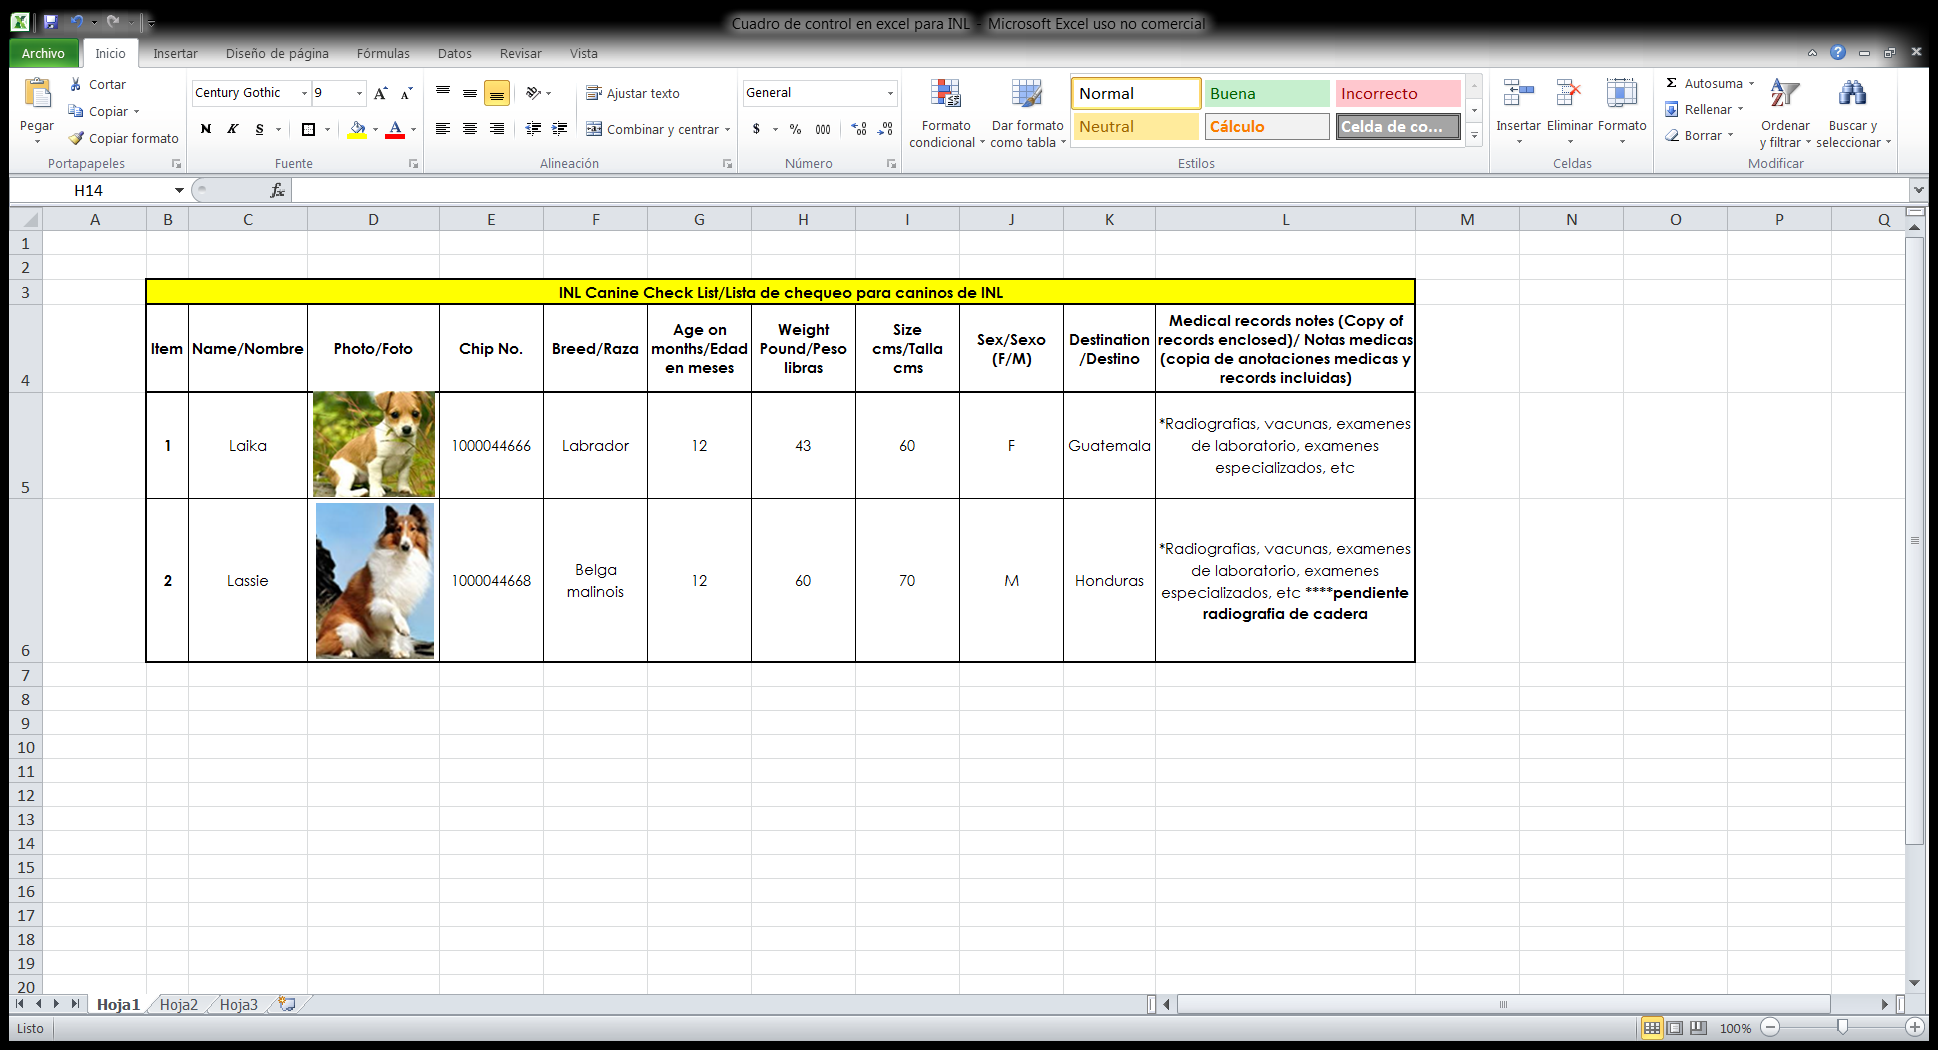 Cuadro de control en excel para INL - Microsoft Excel uso no comercial
Archivo Inicio Insertar Diseño de página Fórmulas Datos Revisar Vista
Pegar
Cortar
Copiar
Copiar formato
Portapapeles
Century Gothic 9
N K S
Fuente
Ajustar texto
Combinar y centrar
Alineación
General
$ % 000
Número
Formato condicional
Dar formato como tabla
Normal Buena Incorrecto
Neutral Cálculo Celda de co...
Estilos
Insertar Eliminar Formato
Celdas
Σ Autosuma
Rellenar
Borrar
Ordenar y filtrar
Buscar y seleccionar
Modificar
H14 fx
A B C D E F G H I J K L M N O P Q
1
2
3 INL Canine Check List/Lista de chequeo para caninos de INL
4
Item
Name/Nombre
Photo/Foto
Chip No.
Breed/Raza
Age on
months/Edad
en meses
Weight
Pound/Peso
libras
Size
cms/Talla
cms
Sex/Sexo
(F/M)
Destination
/Destino
Medical records notes (Copy of
records enclosed)/ Notas medicas
(copia de anotaciones medicas y
records incluidas)
5
1 Laika 1000044666 Labrador 12 43 60 F Guatemala
*Radiografias, vacunas, examenes
de laboratorio, examenes
especializados, etc
6
2 Lassie 1000044668
Belga
malinois
12 60 70 M Honduras
*Radiografias, vacunas, examenes
de laboratorio, examenes
especializados, etc ****pendiente
radiografia de cadera
7
8
9
10
11
12
13
14
15
16
17
18
19
20
Hoja1 Hoja2 Hoja3
Listo 100%